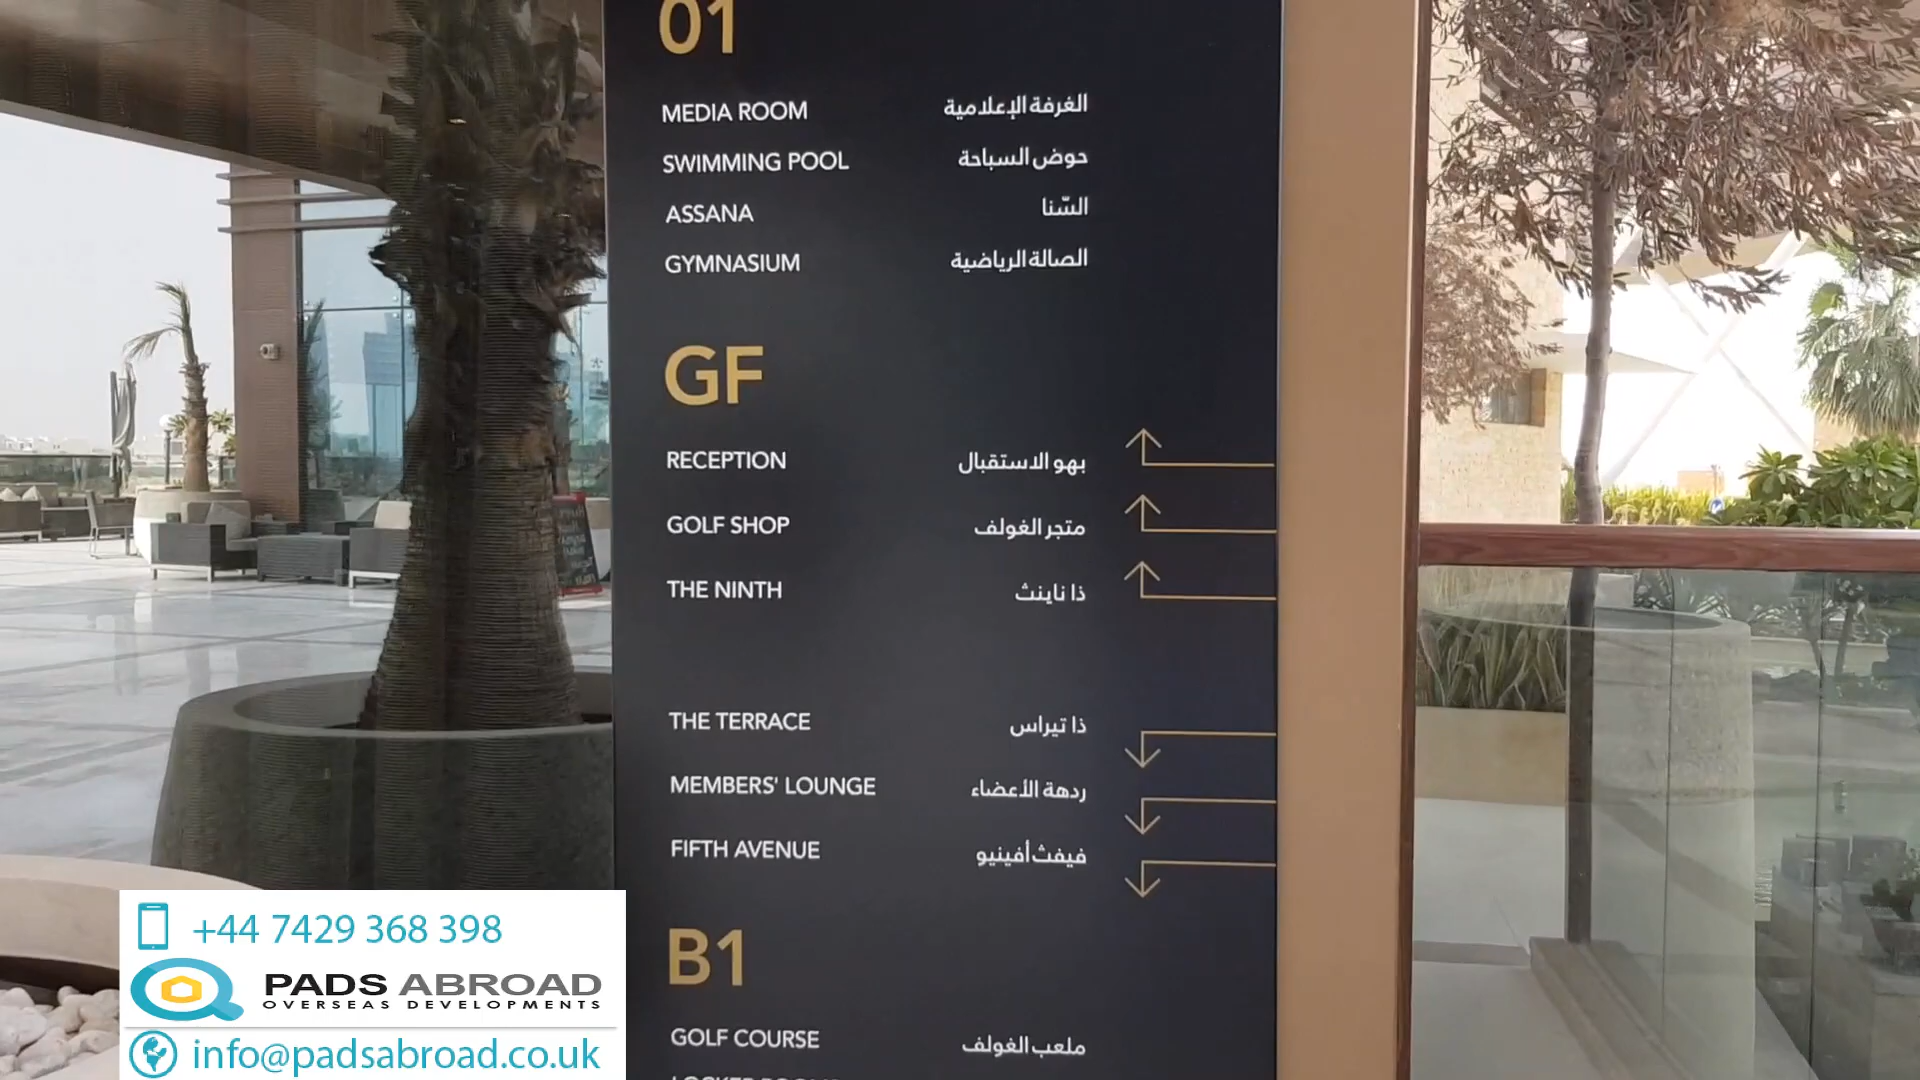 01
MEDIA ROOM الغرفة الإعلامية
SWIMMING POOL حوض السباحة
ASSANA السّنا
GYMNASIUM الصالة الرياضية
GF
RECEPTION بهو الاستقبال
GOLF SHOP متجر الغولف
THE NINTH ذا ناينث
THE TERRACE ذا تيراس
MEMBERS' LOUNGE ردهة الأعضاء
FIFTH AVENUE فيفث أفينيو
B1
GOLF COURSE ملعب الغولف
+44 7429 368 398
PADS ABROAD
OVERSEAS DEVELOPMENTS
info@padsabroad.co.uk